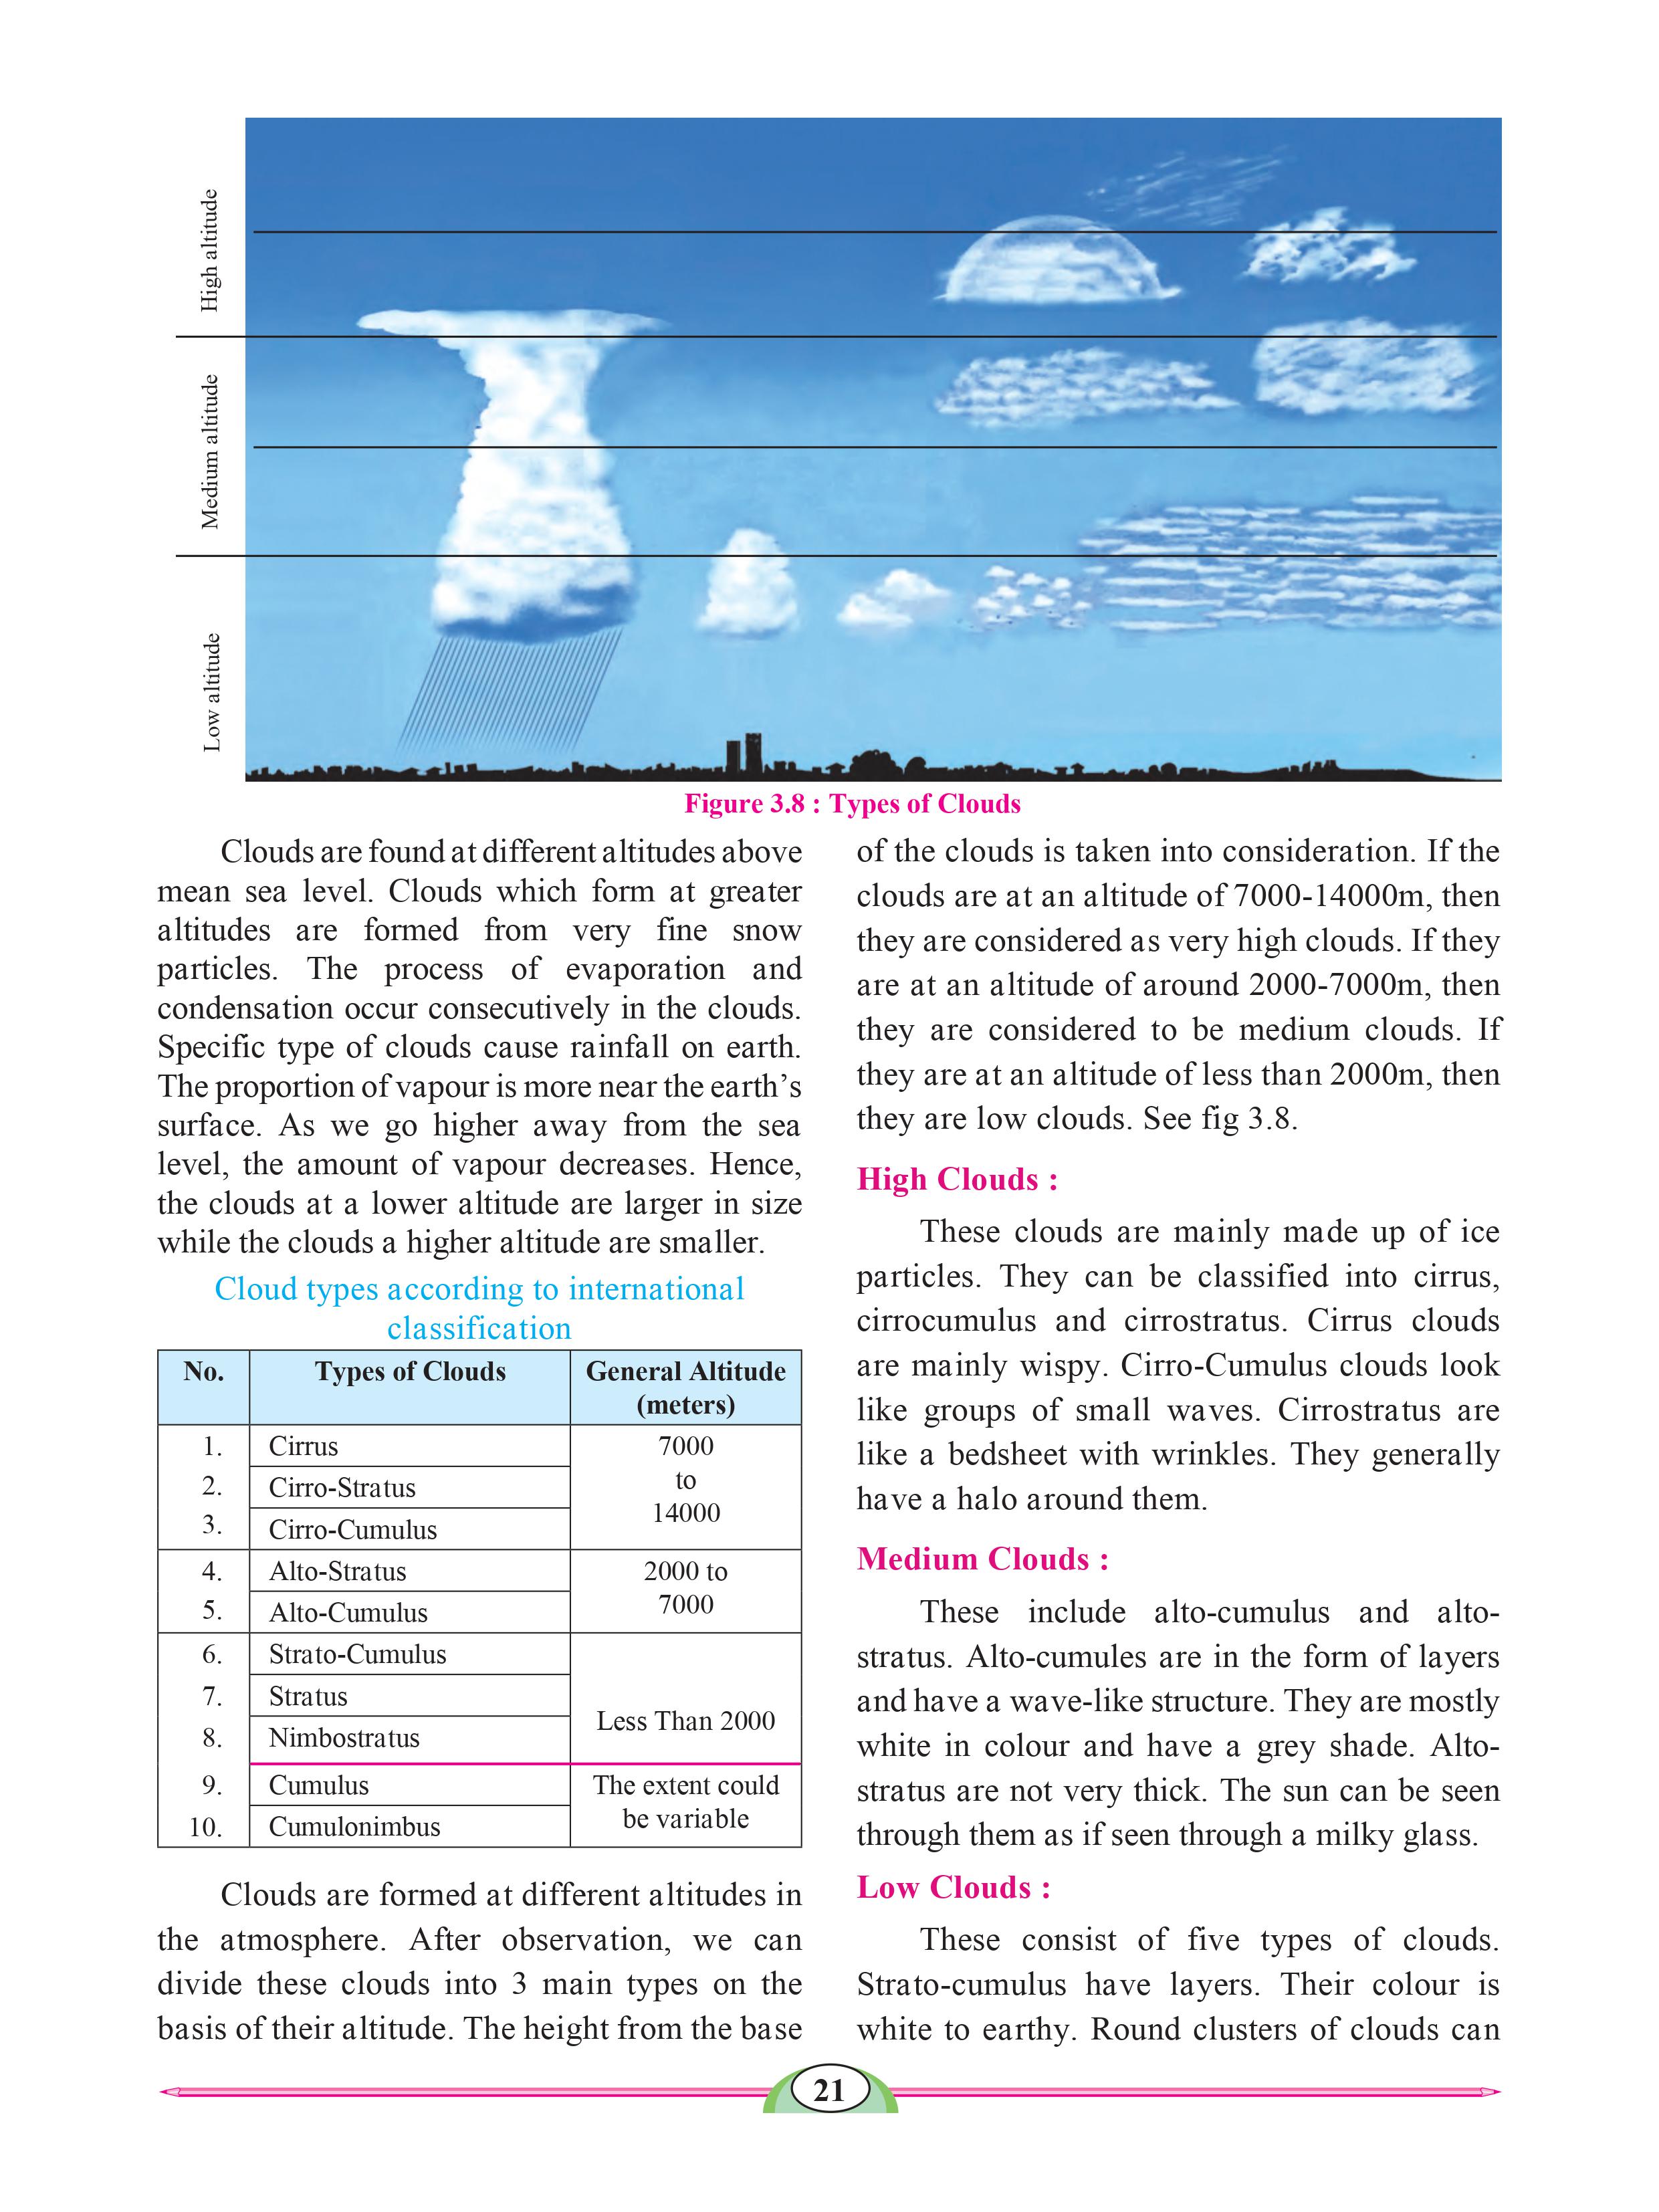 High altitude
Medium altitude
Low altitude
Figure 3.8 : Types of Clouds
Clouds are found at different altitudes above
mean sea level. Clouds which form at greater
altitudes are formed from very fine snow
particles. The process of evaporation and
condensation occur consecutively in the clouds.
Specific type of clouds cause rainfall on earth.
The proportion of vapour is more near the earth’s
surface. As we go higher away from the sea
level, the amount of vapour decreases. Hence,
the clouds at a lower altitude are larger in size
while the clouds a higher altitude are smaller.
Cloud types according to international
classification
No. Types of Clouds General Altitude
(meters)
1. Cirrus 7000
2. Cirro-Stratus to
3. Cirro-Cumulus 14000
4. Alto-Stratus 2000 to
5. Alto-Cumulus 7000
6. Strato-Cumulus
7. Stratus
Less Than 2000
8. Nimbostratus
9. Cumulus The extent could
10. Cumulonimbus be variable
Clouds are formed at different altitudes in
the atmosphere. After observation, we can
divide these clouds into 3 main types on the
basis of their altitude. The height from the base
of the clouds is taken into consideration. If the
clouds are at an altitude of 7000-14000m, then
they are considered as very high clouds. If they
are at an altitude of around 2000-7000m, then
they are considered to be medium clouds. If
they are at an altitude of less than 2000m, then
they are low clouds. See fig 3.8.
High Clouds :
These clouds are mainly made up of ice
particles. They can be classified into cirrus,
cirrocumulus and cirrostratus. Cirrus clouds
are mainly wispy. Cirro-Cumulus clouds look
like groups of small waves. Cirrostratus are
like a bedsheet with wrinkles. They generally
have a halo around them.
Medium Clouds :
These include alto-cumulus and alto-
stratus. Alto-cumules are in the form of layers
and have a wave-like structure. They are mostly
white in colour and have a grey shade. Alto-
stratus are not very thick. The sun can be seen
through them as if seen through a milky glass.
Low Clouds :
These consist of five types of clouds.
Strato-cumulus have layers. Their colour is
white to earthy. Round clusters of clouds can
21